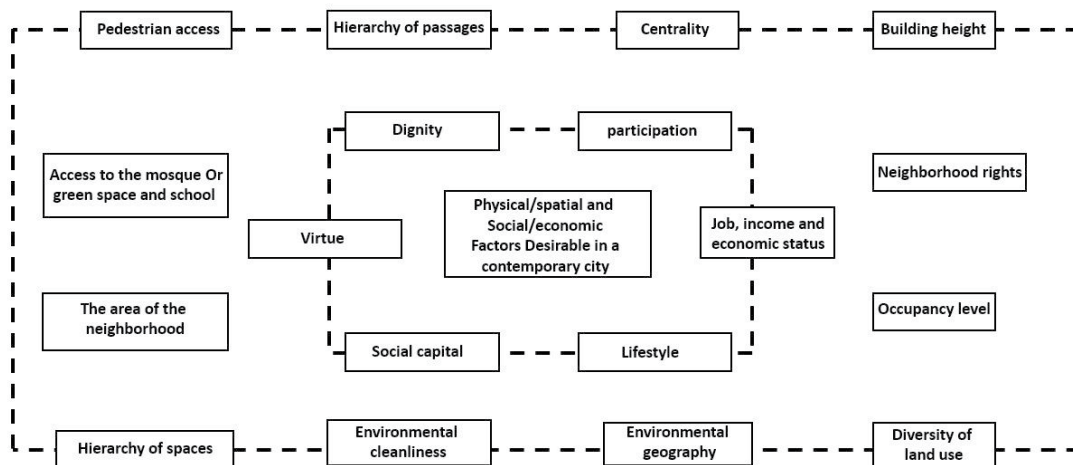 Pedestrian access
Hierarchy of passages
Centrality
Building height
Dignity
participation
Access to the mosque Or
green space and school
Neighborhood rights
Physical/spatial and
Social/economic
Factors Desirable in a
contemporary city
Virtue
Job, income and
economic status
The area of the
neighborhood
Occupancy level
Social capital
Lifestyle
Hierarchy of spaces
Environmental
cleanliness
Environmental
geography
Diversity of
land use